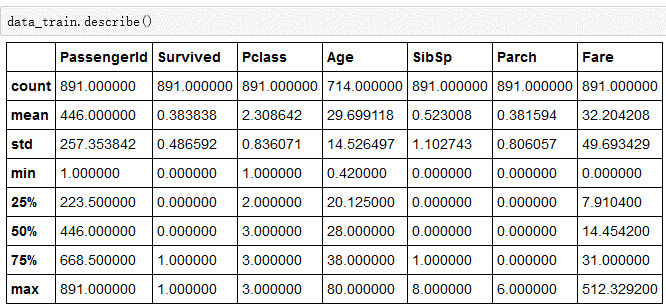 data_train.describe()
PassengerId Survived Pclass Age SibSp Parch Fare
count 891.000000 891.000000 891.000000 714.000000 891.000000 891.000000 891.000000
mean 446.000000 0.383838 2.308642 29.699118 0.523008 0.381594 32.204208
std 257.353842 0.486592 0.836071 14.526497 1.102743 0.806057 49.693429
min 1.000000 0.000000 1.000000 0.420000 0.000000 0.000000 0.000000
25% 223.500000 0.000000 2.000000 20.125000 0.000000 0.000000 7.910400
50% 446.000000 0.000000 3.000000 28.000000 0.000000 0.000000 14.454200
75% 668.500000 1.000000 3.000000 38.000000 1.000000 0.000000 31.000000
max 891.000000 1.000000 3.000000 80.000000 8.000000 6.000000 512.329200